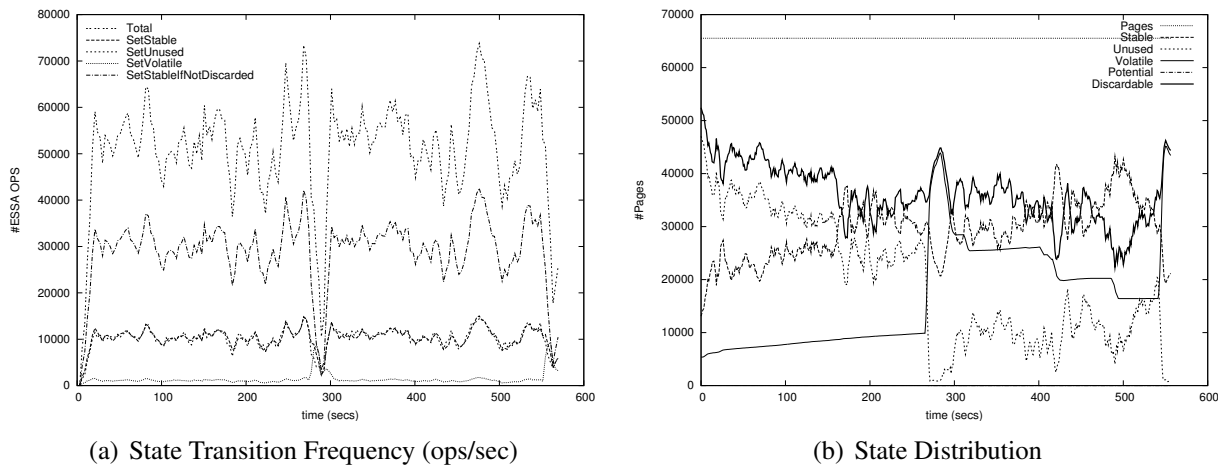 80000
70000
60000
50000
40000
30000
20000
10000
0
#ESSA OPS
Total
SetStable
SetUnused
SetVolatile
SetStableIfNotDiscarded
0 100 200 300 400 500 600
time (secs)
(a) State Transition Frequency (ops/sec)
70000
60000
50000
40000
30000
20000
10000
0
#Pages
Pages
Stable
Unused
Volatile
Potential
Discardable
0 100 200 300 400 500 600
time (secs)
(b) State Distribution